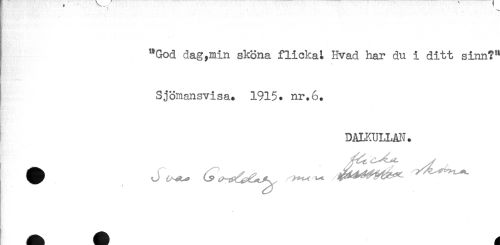 "God dag,min sköna flicka! Hvad har du i ditt sinn?"
Sjömansvisa. 1915. nr.6.
DALKULLAN.
flicka
Svas Goddag min sköna